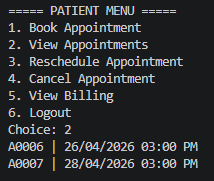 ===== PATIENT MENU =====
1. Book Appointment
2. View Appointments
3. Reschedule Appointment
4. Cancel Appointment
5. View Billing
6. Logout
Choice: 2
A0006 | 26/04/2026 03:00 PM
A0007 | 28/04/2026 03:00 PM